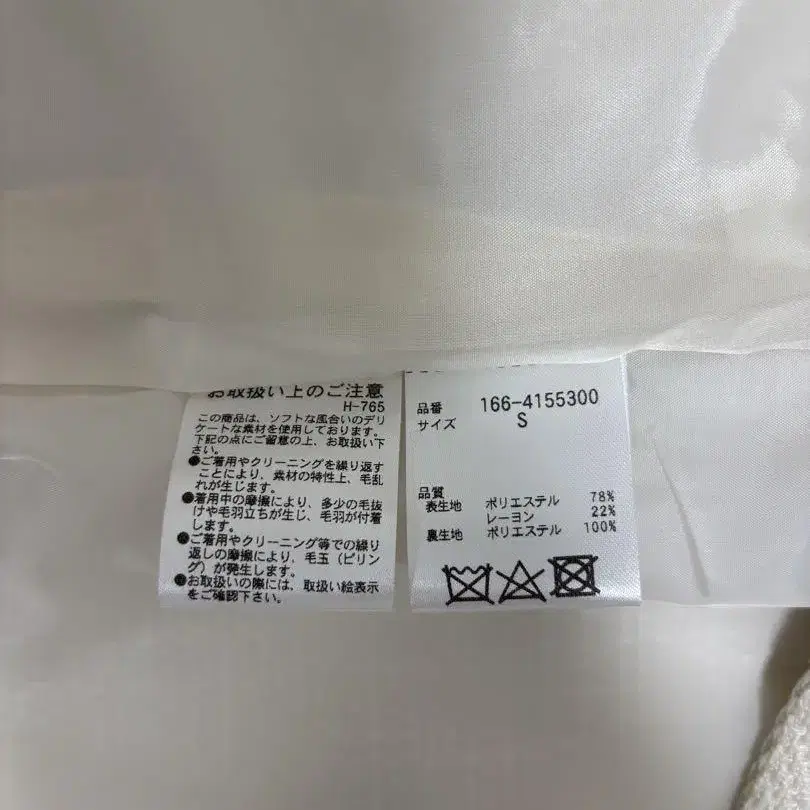 お取扱い上のご注意
H-765
この商品は、ソフトな風合いのデリ
ケートな素材を使用しております。
下記の点にご留意の上、お取扱い下
さい。
●ご着用やクリーニングを繰り返す
ことにより、素材の特性上、毛乱
れが生じます。
●着用中の摩擦により、多少の毛抜
けや毛羽立ちが生じ、毛羽が付着
します。
●ご着用やクリーニング等での繰り
返しの摩擦により、毛玉（ピリン
グ）が発生します。
●お取扱いの際には、取扱い絵表示
をご確認下さい。
品番 166-4155300
サイズ S
品質
表生地 ポリエステル 78%
レーヨン 22%
裏生地 ポリエステル 100%